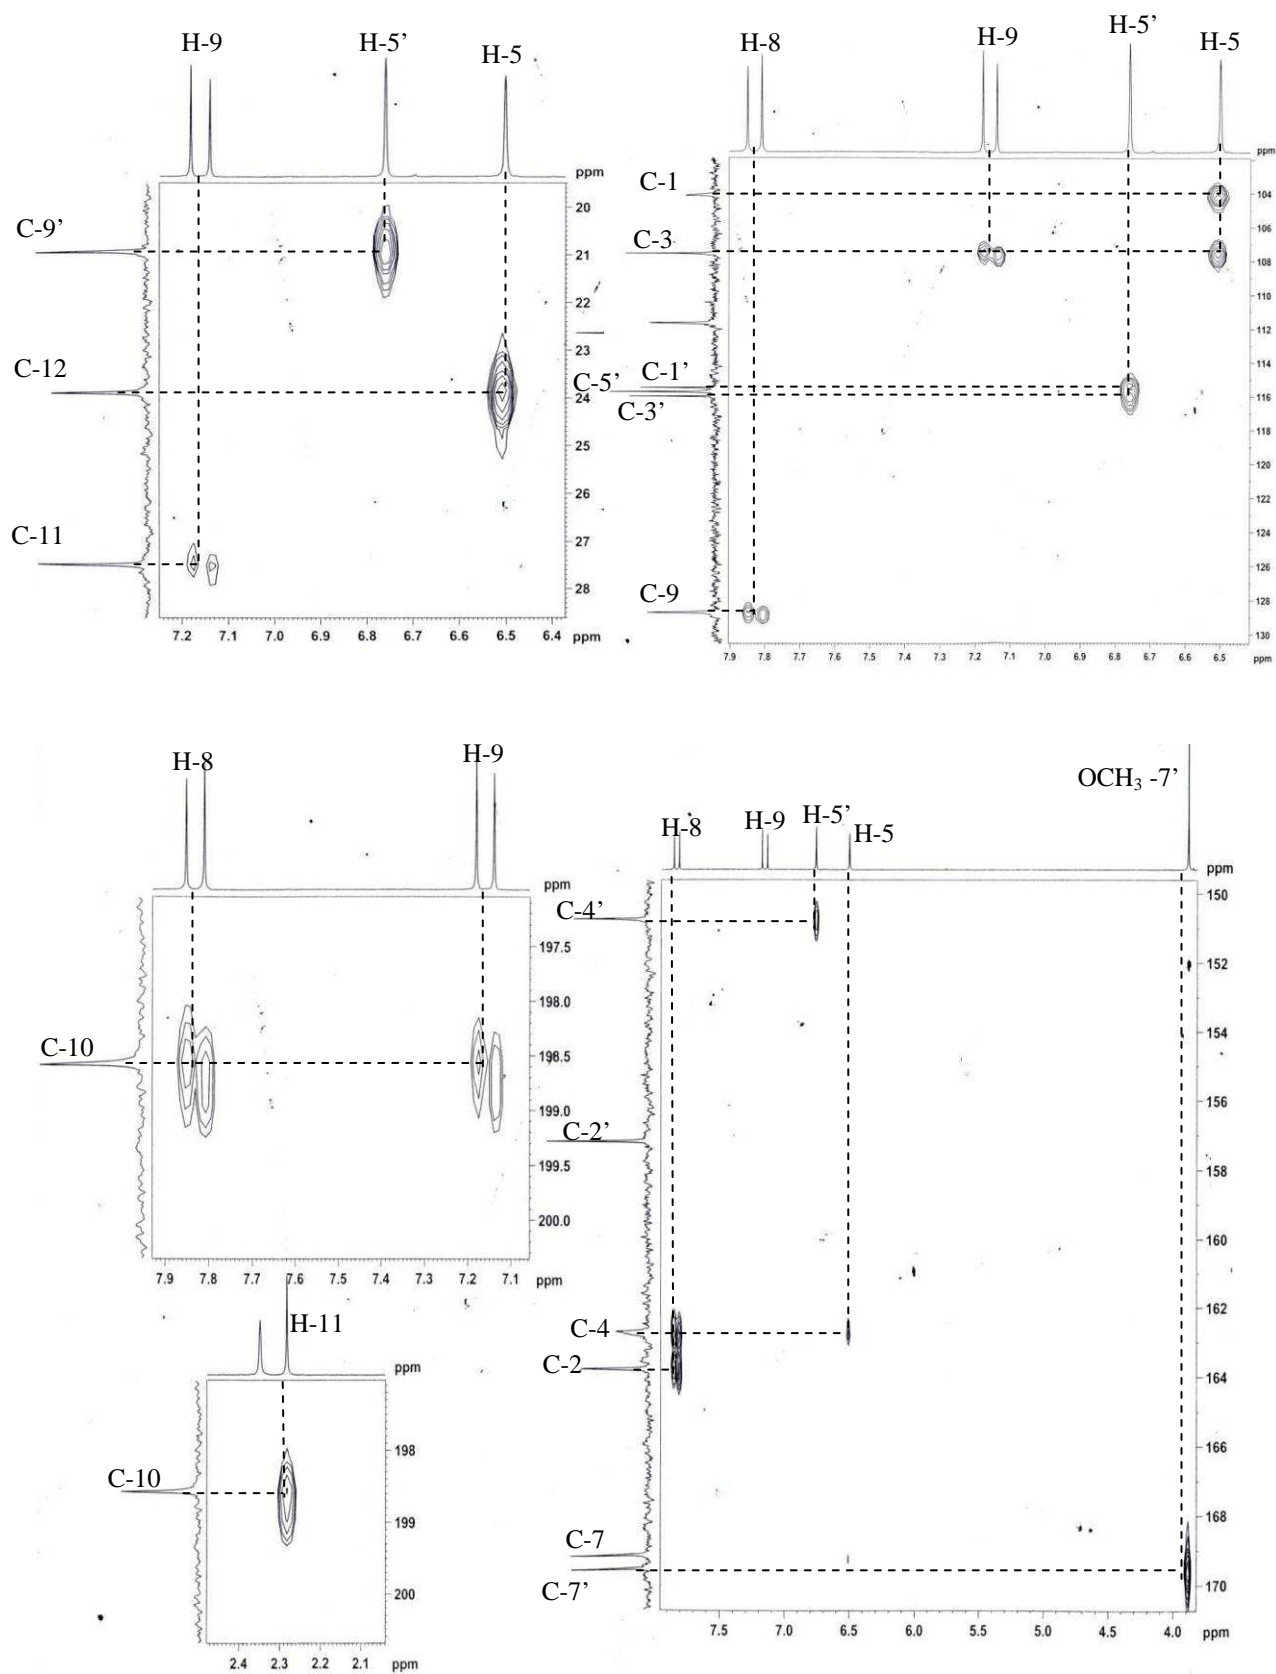 H-9 H-5' H-5
ppm
C-9'
C-12
C-11
20
21
22
23
24
25
26
27
28
7.2 7.1 7.0 6.9 6.8 6.7 6.6 6.5 6.4 ppm
H-8 H-9 H-5' H-5
ppm
C-1
C-3
C-1'
C-5'
C-3'
C-9
104
106
108
110
112
114
116
118
120
122
124
126
128
130
7.9 7.8 7.7 7.6 7.5 7.4 7.3 7.2 7.1 7.0 6.9 6.8 6.7 6.6 6.5 ppm
H-8 H-9
ppm
C-10
197.5
198.0
198.5
199.0
199.5
200.0
7.9 7.8 7.7 7.6 7.5 7.4 7.3 7.2 7.1 ppm
H-11
ppm
C-10
198
199
200
2.4 2.3 2.2 2.1 ppm
OCH3 -7'
H-8 H-9 H-5' H-5
ppm
C-4'
C-2'
C-4
C-2
C-7
C-7'
150
152
154
156
158
160
162
164
166
168
170
7.5 7.0 6.5 6.0 5.5 5.0 4.5 4.0 ppm